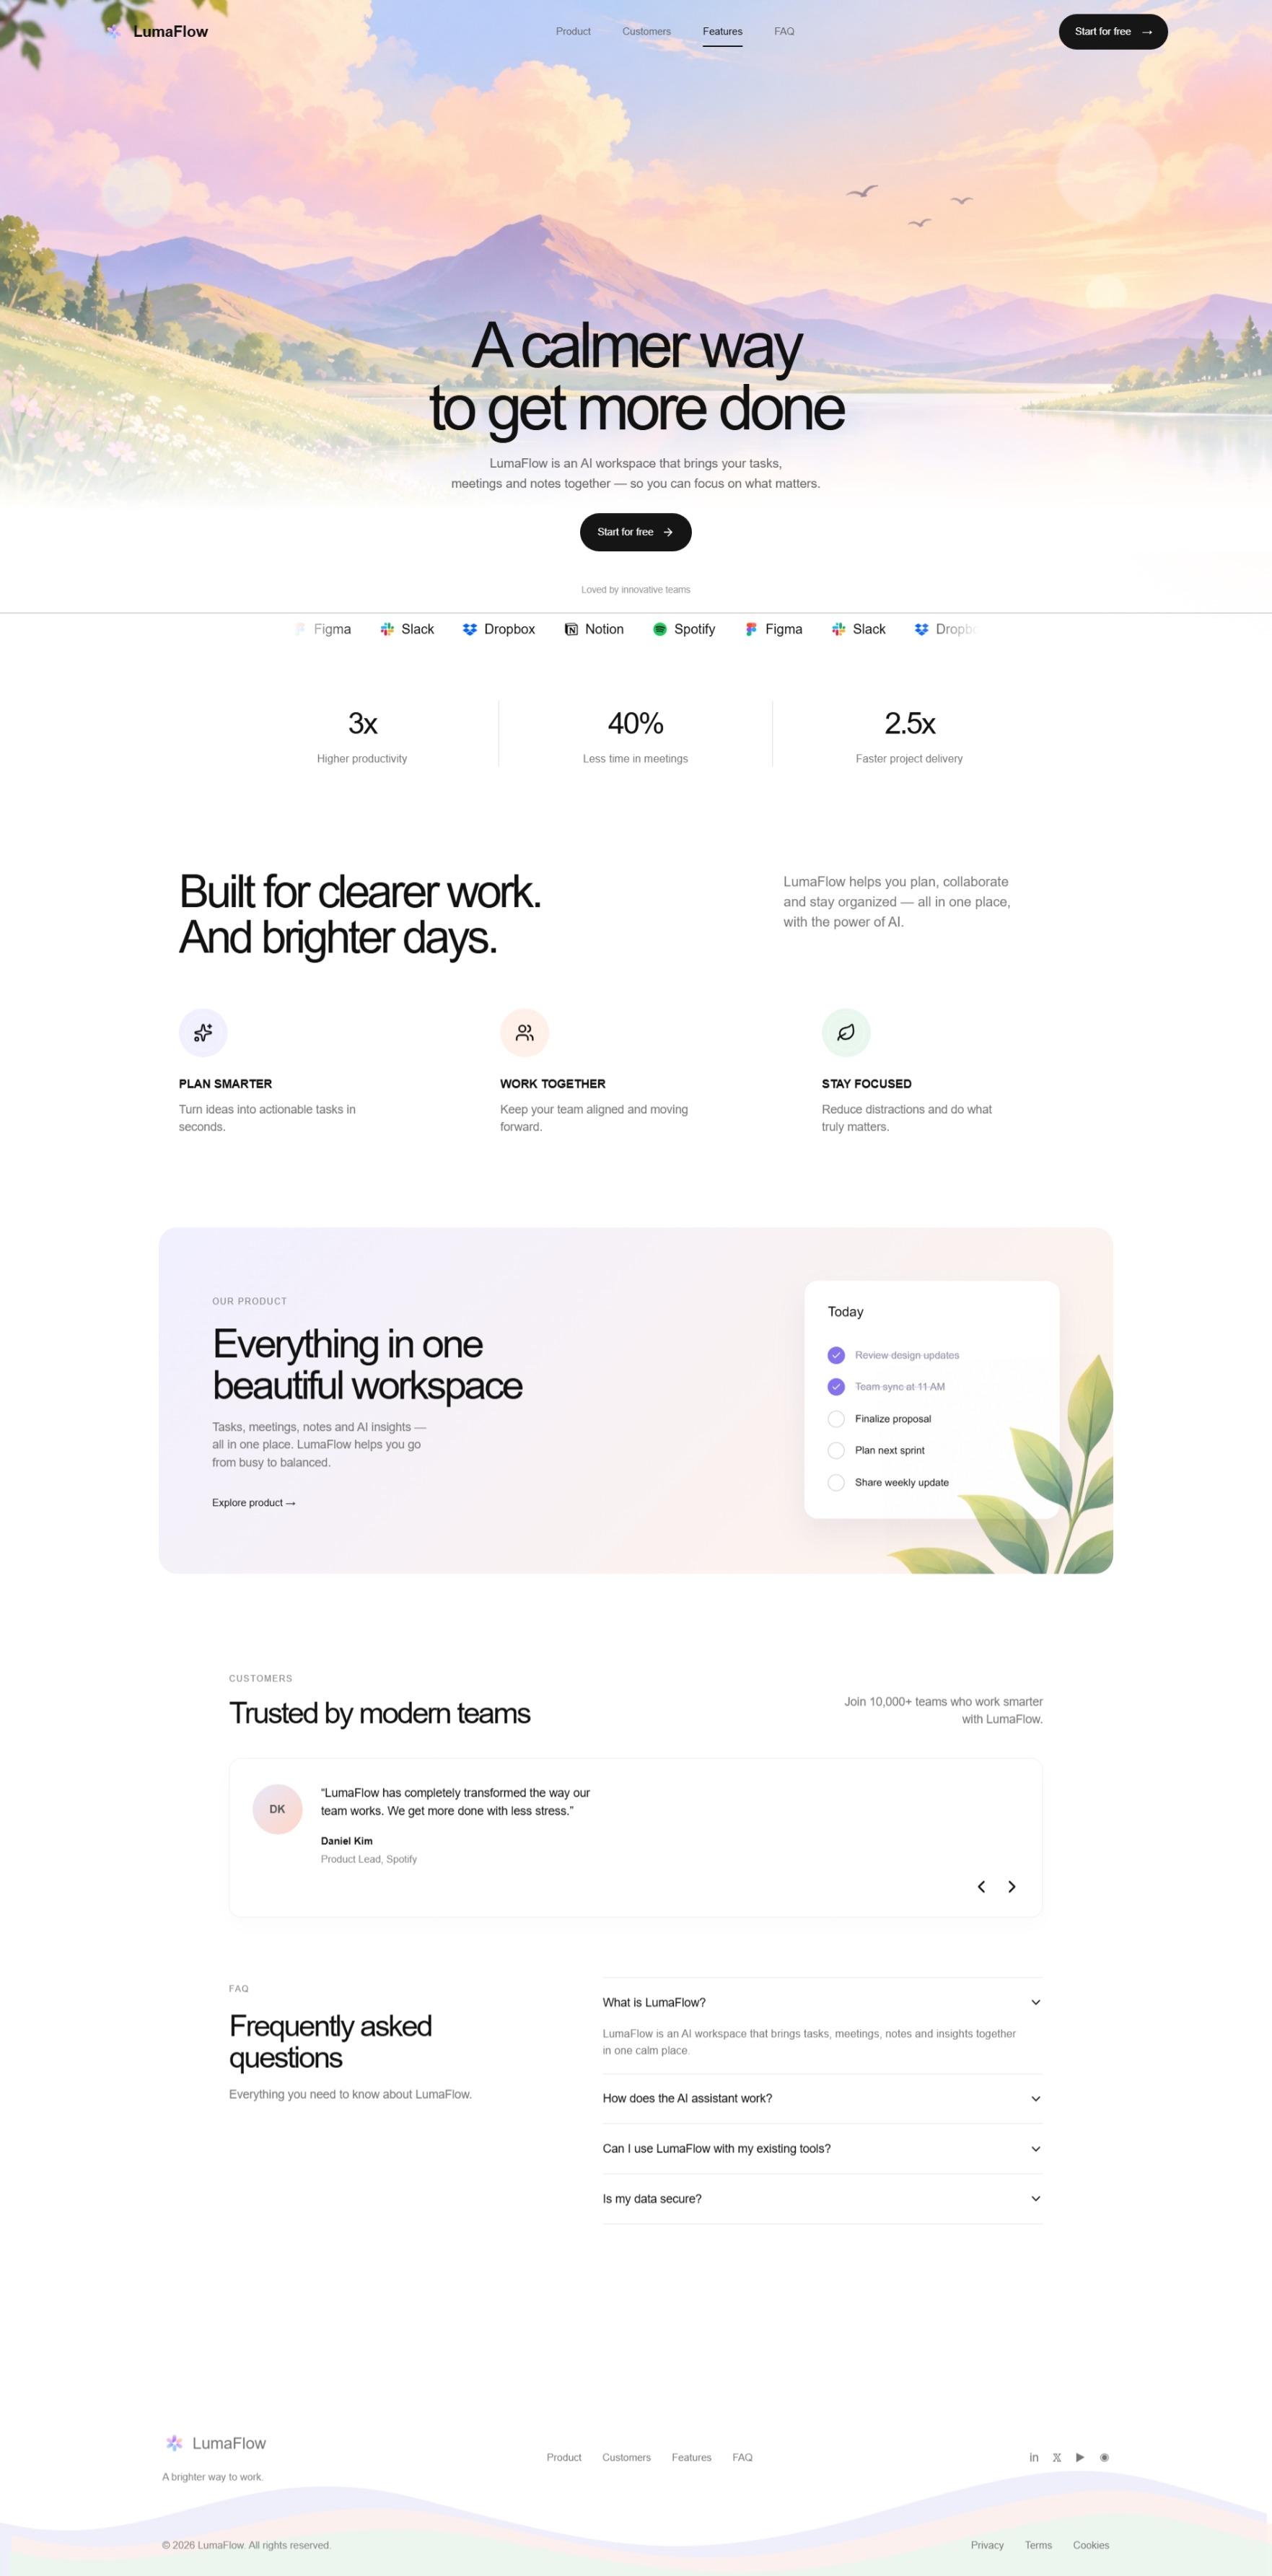 LumaFlow
Product
Customers
Features
FAQ
Start for free →
A calmer way
to get more done
LumaFlow is an AI workspace that brings your tasks,
meetings and notes together — so you can focus on what matters.
Start for free →
Loved by innovative teams
Figma
Slack
Dropbox
Notion
Spotify
Figma
Slack
Dropbo
3x
Higher productivity
40%
Less time in meetings
2.5x
Faster project delivery
Built for clearer work.
And brighter days.
LumaFlow helps you plan, collaborate
and stay organized — all in one place,
with the power of AI.
PLAN SMARTER
Turn ideas into actionable tasks in
seconds.
WORK TOGETHER
Keep your team aligned and moving
forward.
STAY FOCUSED
Reduce distractions and do what
truly matters.
OUR PRODUCT
Everything in one
beautiful workspace
Tasks, meetings, notes and AI insights —
all in one place. LumaFlow helps you go
from busy to balanced.
Explore product →
Today
Review design updates
Team sync at 11 AM
Finalize proposal
Plan next sprint
Share weekly update
CUSTOMERS
Trusted by modern teams
Join 10,000+ teams who work smarter
with LumaFlow.
DK
“LumaFlow has completely transformed the way our
team works. We get more done with less stress.”
Daniel Kim
Product Lead, Spotify
FAQ
Frequently asked
questions
Everything you need to know about LumaFlow.
What is LumaFlow?
LumaFlow is an AI workspace that brings tasks, meetings, notes and insights together
in one calm place.
How does the AI assistant work?
Can I use LumaFlow with my existing tools?
Is my data secure?
LumaFlow
A brighter way to work.
Product
Customers
Features
FAQ
in 𝕏 ▶ ◉
© 2026 LumaFlow. All rights reserved.
Privacy
Terms
Cookies